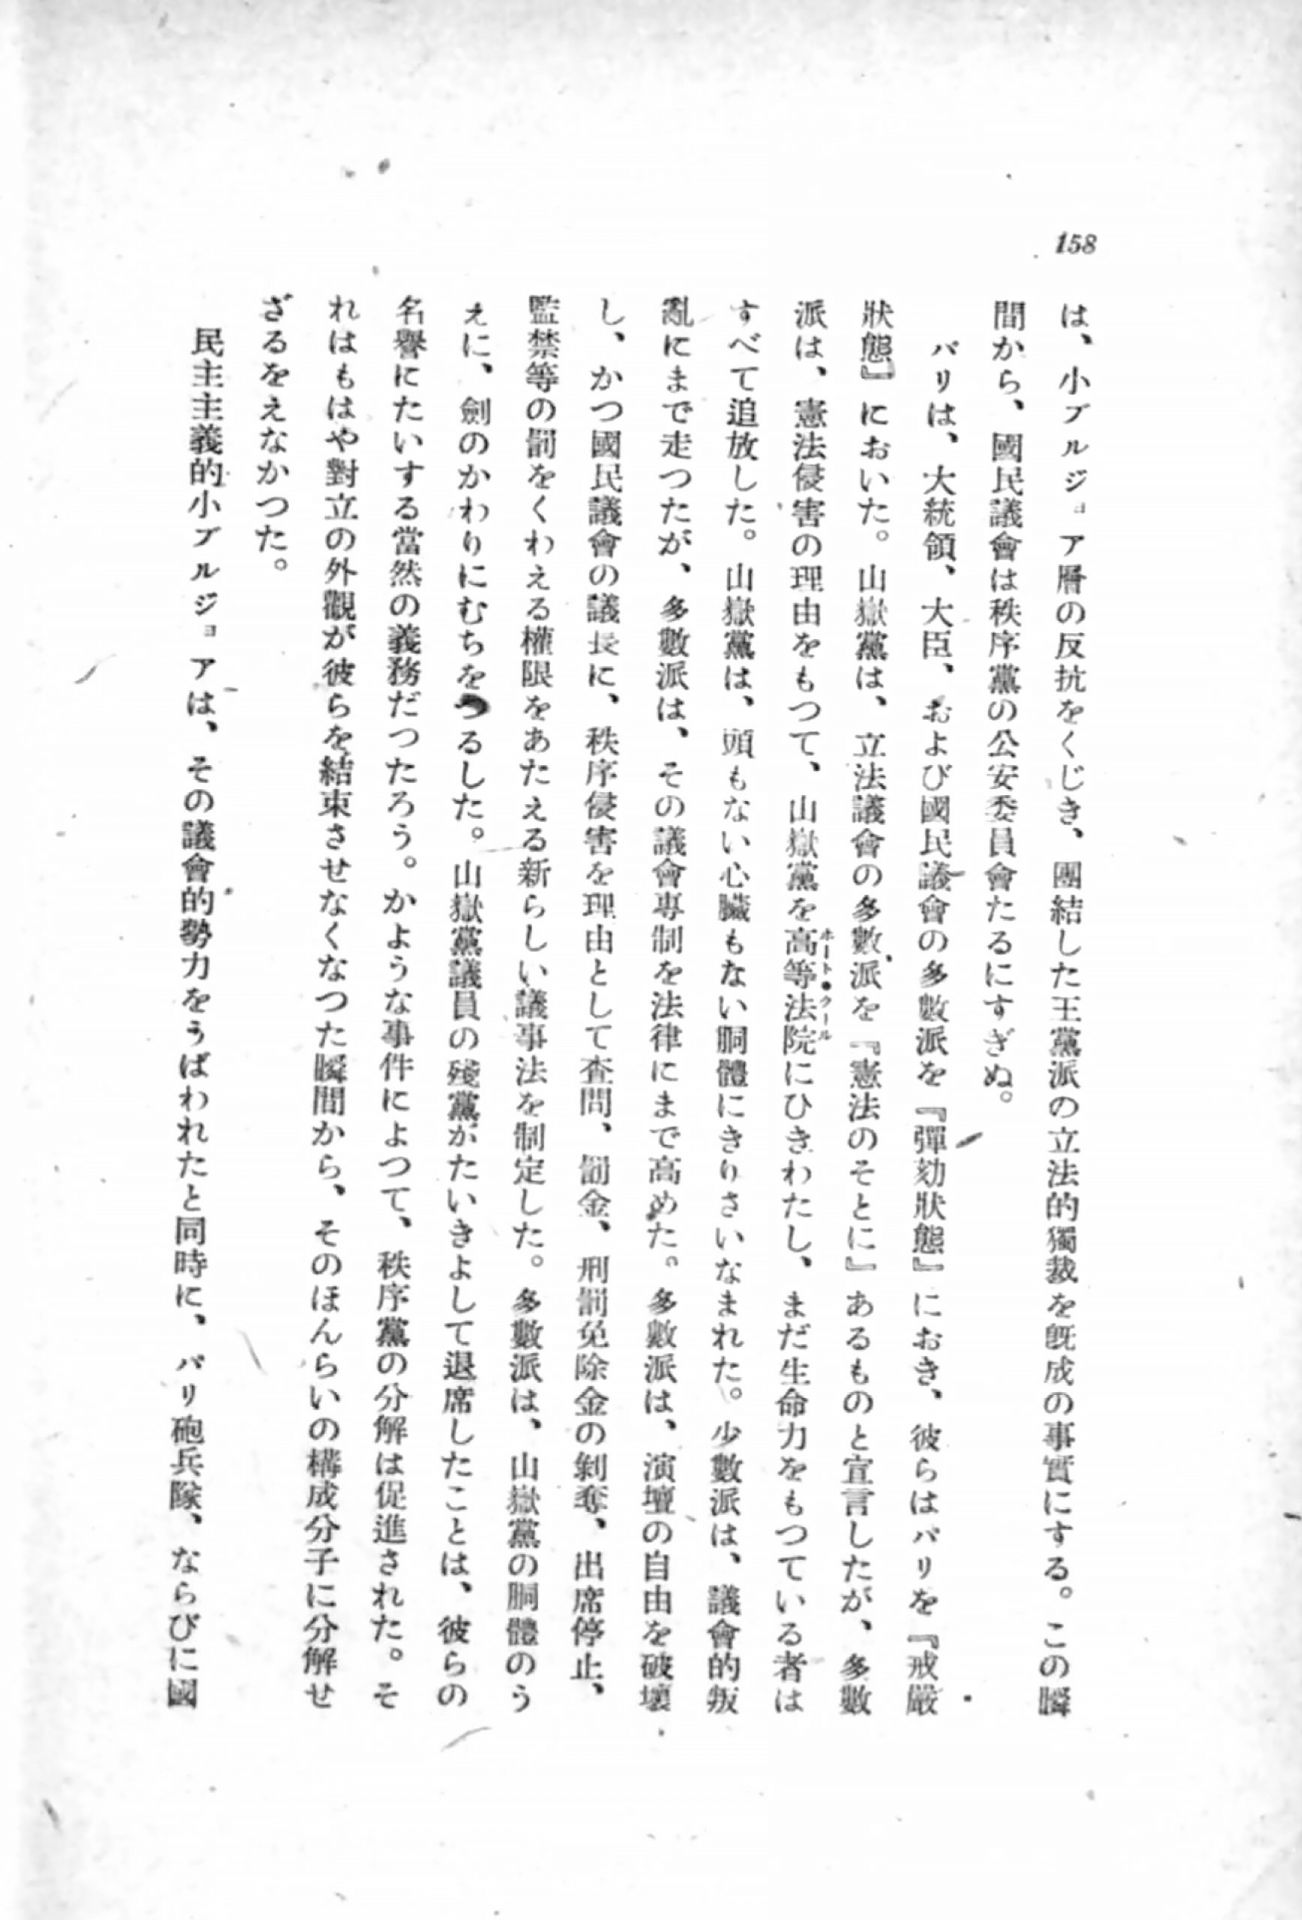 158
は、小ブルジョア層の反抗をくじき、團結した王黨派の立法的獨裁を既成の事實にする。この瞬
間から、國民議會は秩序黨の公安委員會たるにすぎぬ。
パリは、大統領、大臣、および國民議會の多數派を『彈劾狀態』におき、彼らはパリを『戒嚴
狀態』においた。山嶽黨は、立法議會の多數派を『憲法のそとに』あるものと宣言したが、多數
派は、憲法侵害の理由をもつて、山嶽黨を高等法院にひきわたし、まだ生命力をもつている者は
ホート・クール
すべて追放した。山嶽黨は、頭もない心臟もない胴體にきりさいなまれた。少數派は、議會的叛
亂にまで走つたが、多數派は、その議會專制を法律にまで高めた。多數派は、演壇の自由を破壞
し、かつ國民議會の議長に、秩序侵害を理由として査問、罰金、刑罰免除金の剝奪、出席停止、
監禁等の罰をくわえる權限をあたえる新らしい議事法を制定した。多數派は、山嶽黨の胴體のう
えに、劍のかわりにむちをつるした。山嶽黨議員の殘黨がたいきよして退席したことは、彼らの
名譽にたいする當然の義務だつたろう。かような事件によつて、秩序黨の分解は促進された。そ
れはもはや對立の外觀が彼らを結束させなくなつた瞬間から、そのほんらいの構成分子に分解せ
ざるをえなかつた。
民主主義的小ブルジョアは、その議會的勢力をうばわれたと同時に、パリ砲兵隊、ならびに國